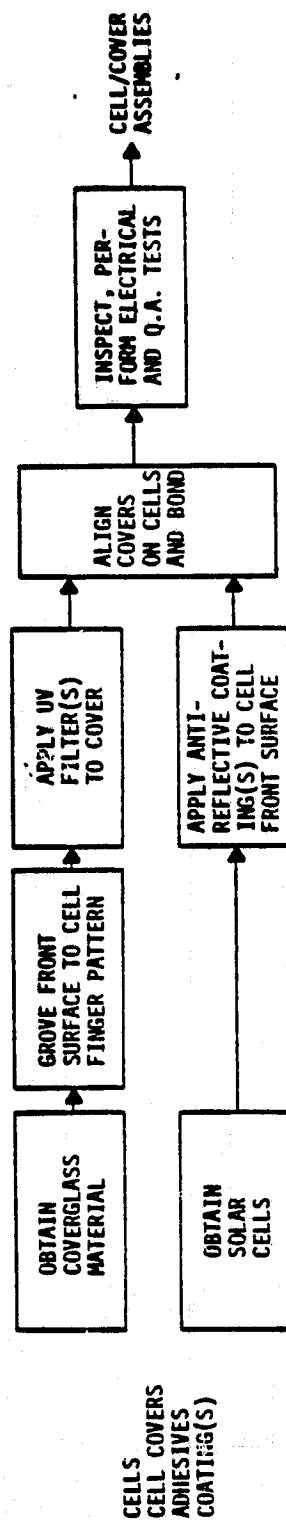 CELLS
CELL COVERS
ADHESIVES
COATING(S)
OBTAIN
COVERGLASS
MATERIAL
GROVE FRONT
SURFACE TO CELL
FINGER PATTERN
APPLY UV
FILTER(S)
TO COVER
OBTAIN
SOLAR
CELLS
APPLY ANTI-
REFLECTIVE COAT-
ING(S) TO CELL
FRONT SURFACE
ALIGN
COVERS
ON CELLS
AND BOND
INSPECT, PER-
FORM ELECTRICAL
AND Q.A. TESTS
CELL/COVER
ASSEMBLIES